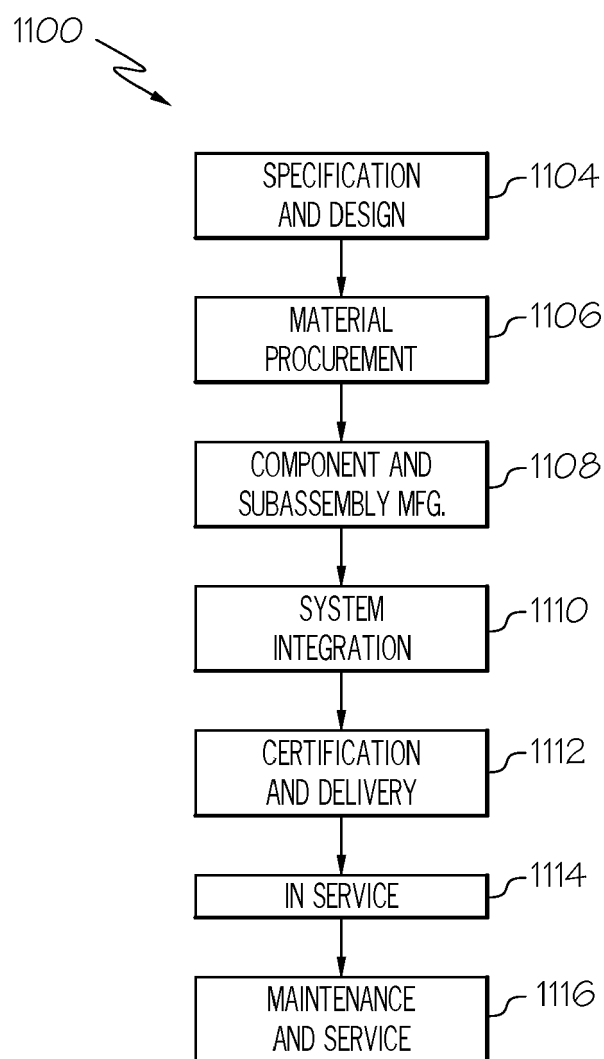 1100
SPECIFICATION
AND DESIGN
1104
MATERIAL
PROCUREMENT
1106
COMPONENT AND
SUBASSEMBLY MFG.
1108
SYSTEM
INTEGRATION
1110
CERTIFICATION
AND DELIVERY
1112
IN SERVICE
1114
MAINTENANCE
AND SERVICE
1116